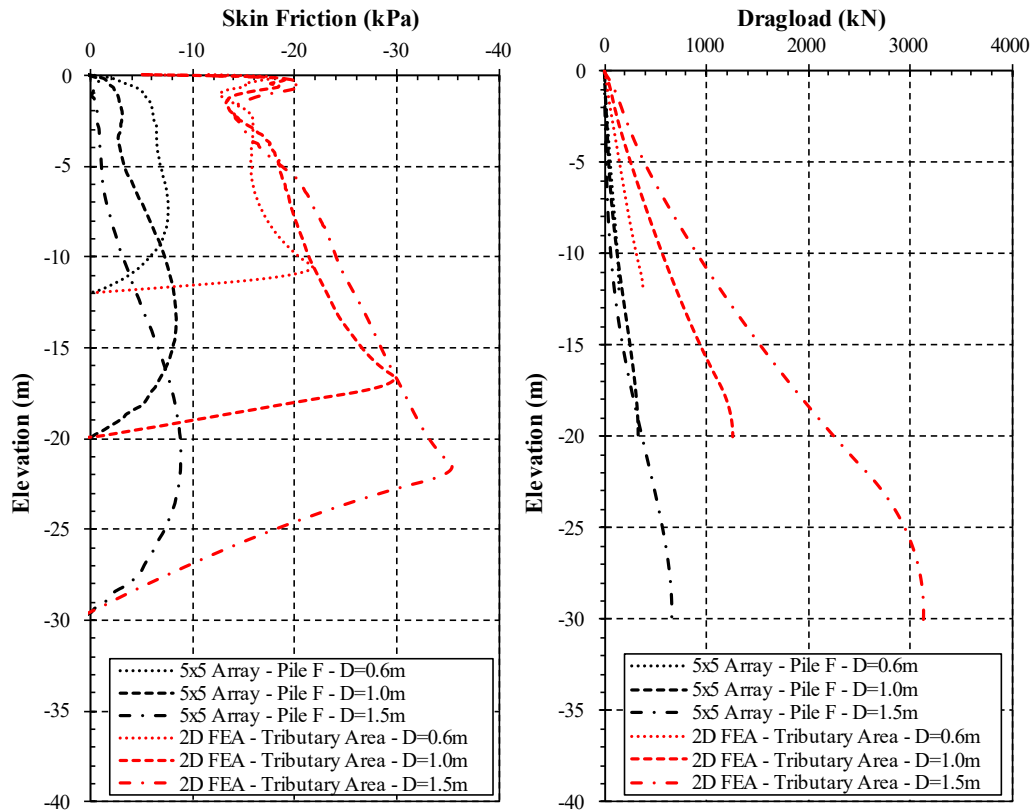 Skin Friction (kPa)
0 -10 -20 -30 -40
0
-5
-10
-15
-20
-25
-30
-35
-40
Elevation (m)
5x5 Array - Pile F - D=0.6m
5x5 Array - Pile F - D=1.0m
5x5 Array - Pile F - D=1.5m
2D FEA - Tributary Area - D=0.6m
2D FEA - Tributary Area - D=1.0m
2D FEA - Tributary Area - D=1.5m
Dragload (kN)
0 1000 2000 3000 4000
0
-5
-10
-15
-20
-25
-30
-35
-40
Elevation (m)
5x5 Array - Pile F - D=0.6m
5x5 Array - Pile F - D=1.0m
5x5 Array - Pile F - D=1.5m
2D FEA - Tributary Area - D=0.6m
2D FEA - Tributary Area - D=1.0m
2D FEA - Tributary Area - D=1.5m